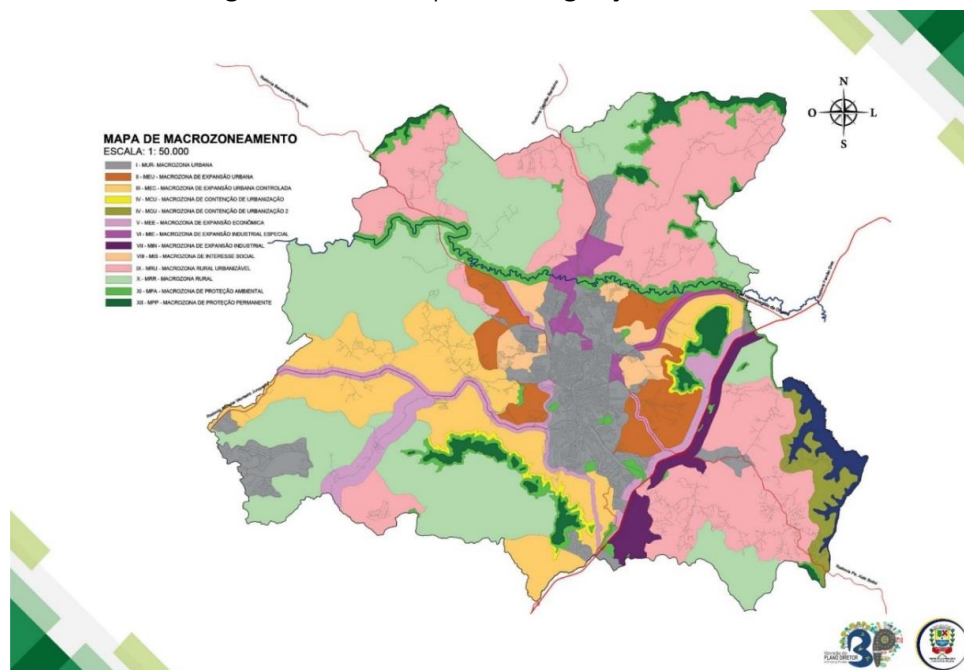 MAPA DE MACROZONEAMENTO
ESCALA: 1: 50.000
I - MUR- MACROZONA URBANA
II - MEU - MACROZONA DE EXPANSÃO URBANA
III - MEC - MACROZONA DE EXPANSÃO URBANA CONTROLADA
IV - MCU - MACROZONA DE CONTENÇÃO DE URBANIZAÇÃO
IV - MCU - MACROZONA DE CONTENÇÃO DE URBANIZAÇÃO 2
V - MEE - MACROZONA DE EXPANSÃO ECONÔMICA
VI - MIE - MACROZONA DE EXPANSÃO INDUSTRIAL ESPECIAL
VII - MIN - MACROZONA DE EXPANSÃO INDUSTRIAL
VIII - MIS - MACROZONA DE INTERESSE SOCIAL
IX - MRU - MACROZONA RURAL URBANIZÁVEL
X - MRR - MACROZONA RURAL
XI - MPA - MACROZONA DE PROTEÇÃO AMBIENTAL
XII - MPP - MACROZONA DE PROTEÇÃO PERMANENTE
N
O
L
S
PLANO DIRETOR